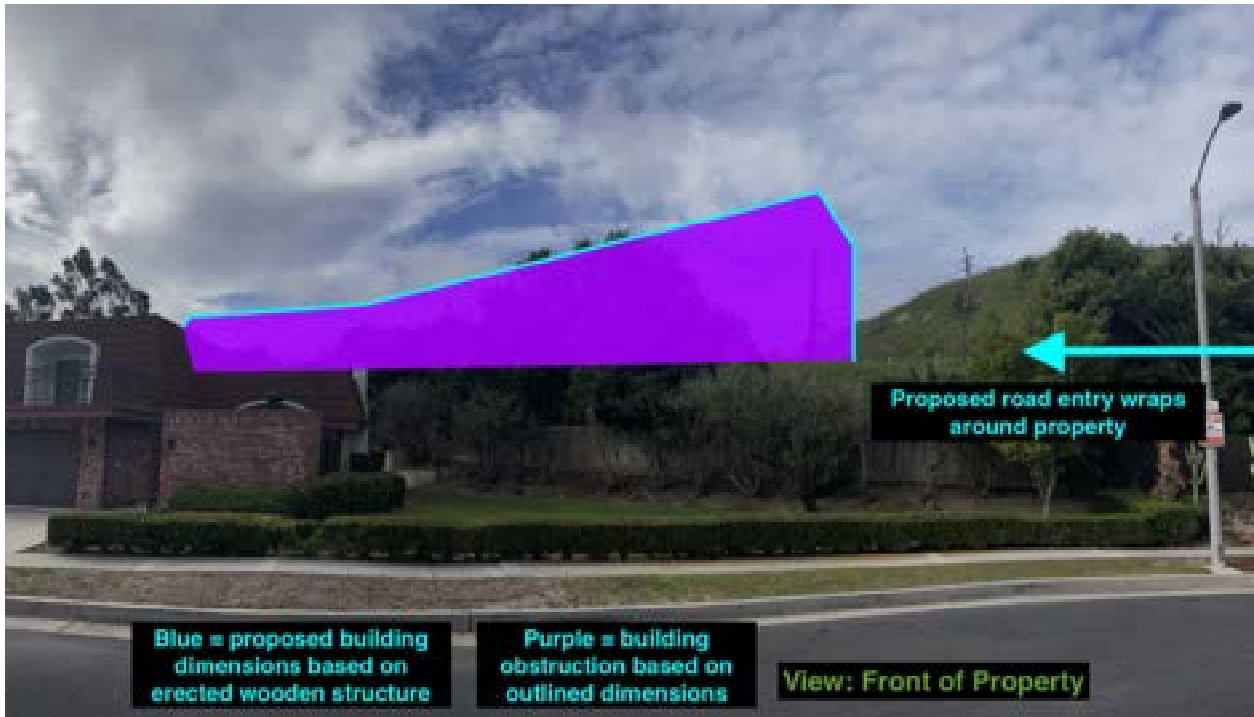 Proposed road entry wraps
around property
Blue = proposed building
dimensions based on
erected wooden structure
Purple = building
obstruction based on
outlined dimensions
View: Front of Property